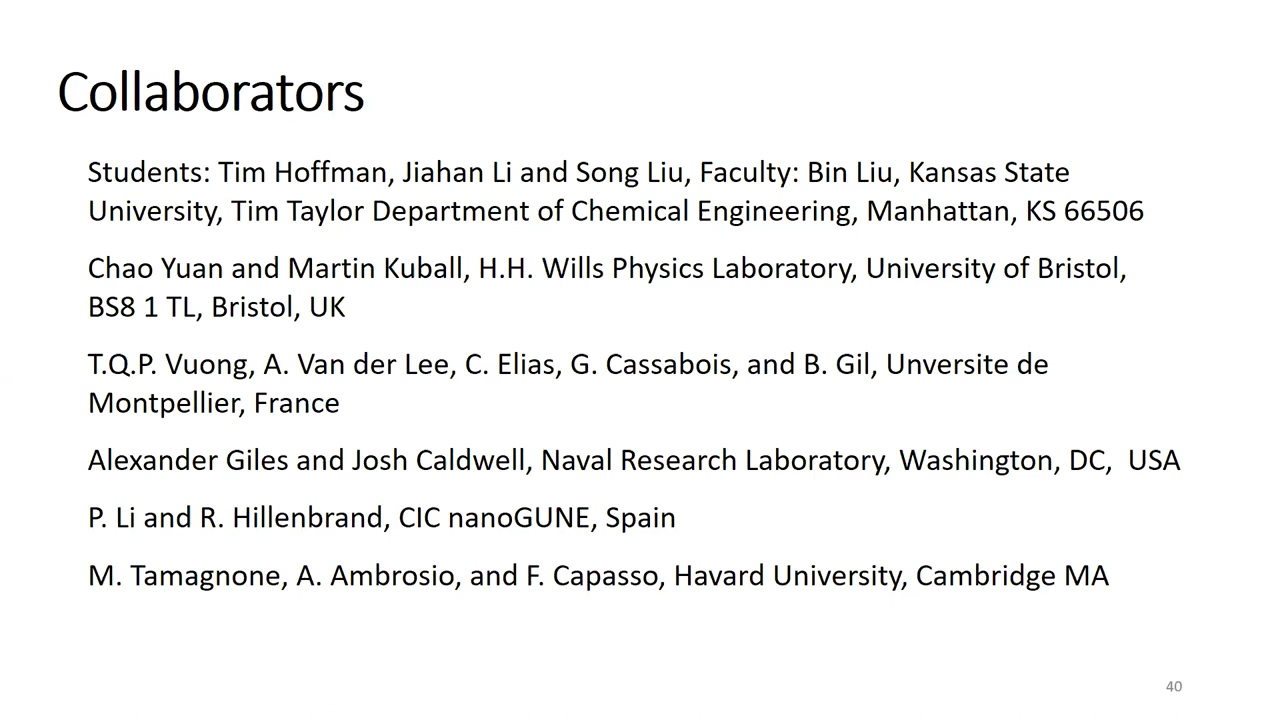 Collaborators
Students: Tim Hoffman, Jiahan Li and Song Liu, Faculty: Bin Liu, Kansas State
University, Tim Taylor Department of Chemical Engineering, Manhattan, KS 66506
Chao Yuan and Martin Kuball, H.H. Wills Physics Laboratory, University of Bristol,
BS8 1 TL, Bristol, UK
T.Q.P. Vuong, A. Van der Lee, C. Elias, G. Cassabois, and B. Gil, Unversite de
Montpellier, France
Alexander Giles and Josh Caldwell, Naval Research Laboratory, Washington, DC,  USA
P. Li and R. Hillenbrand, CIC nanoGUNE, Spain
M. Tamagnone, A. Ambrosio, and F. Capasso, Havard University, Cambridge MA
40